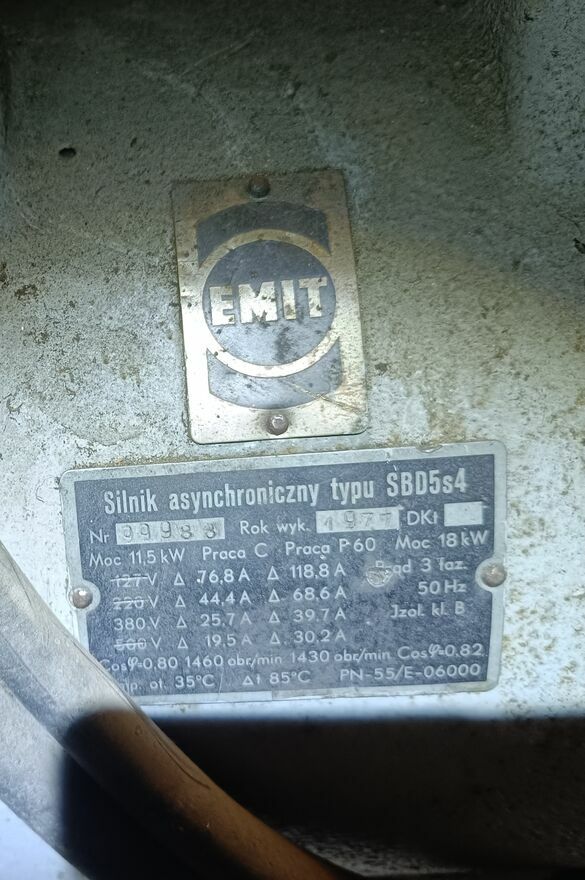 EMIT
Silnik asynchroniczny typu SBD5s4
Nr 99988 Rok wyk. 1977 DKt
Moc 11,5 kW Praca C Praca P60 Moc 18 kW
127 V Δ 76,8 A Δ 118,8 A Prąd 3 faz.
220 V Δ 44,4 A Δ 68,6 A 50 Hz
380 V Δ 25,7 A Δ 39,7 A Jzol. kl. B
500 V Δ 19,5 A Δ 30,2 A
Cosφ=0,80 1460 obr/min 1430 obr/min Cosφ=0,82
ot. 35°C Δt 85°C PN-55/E-06000